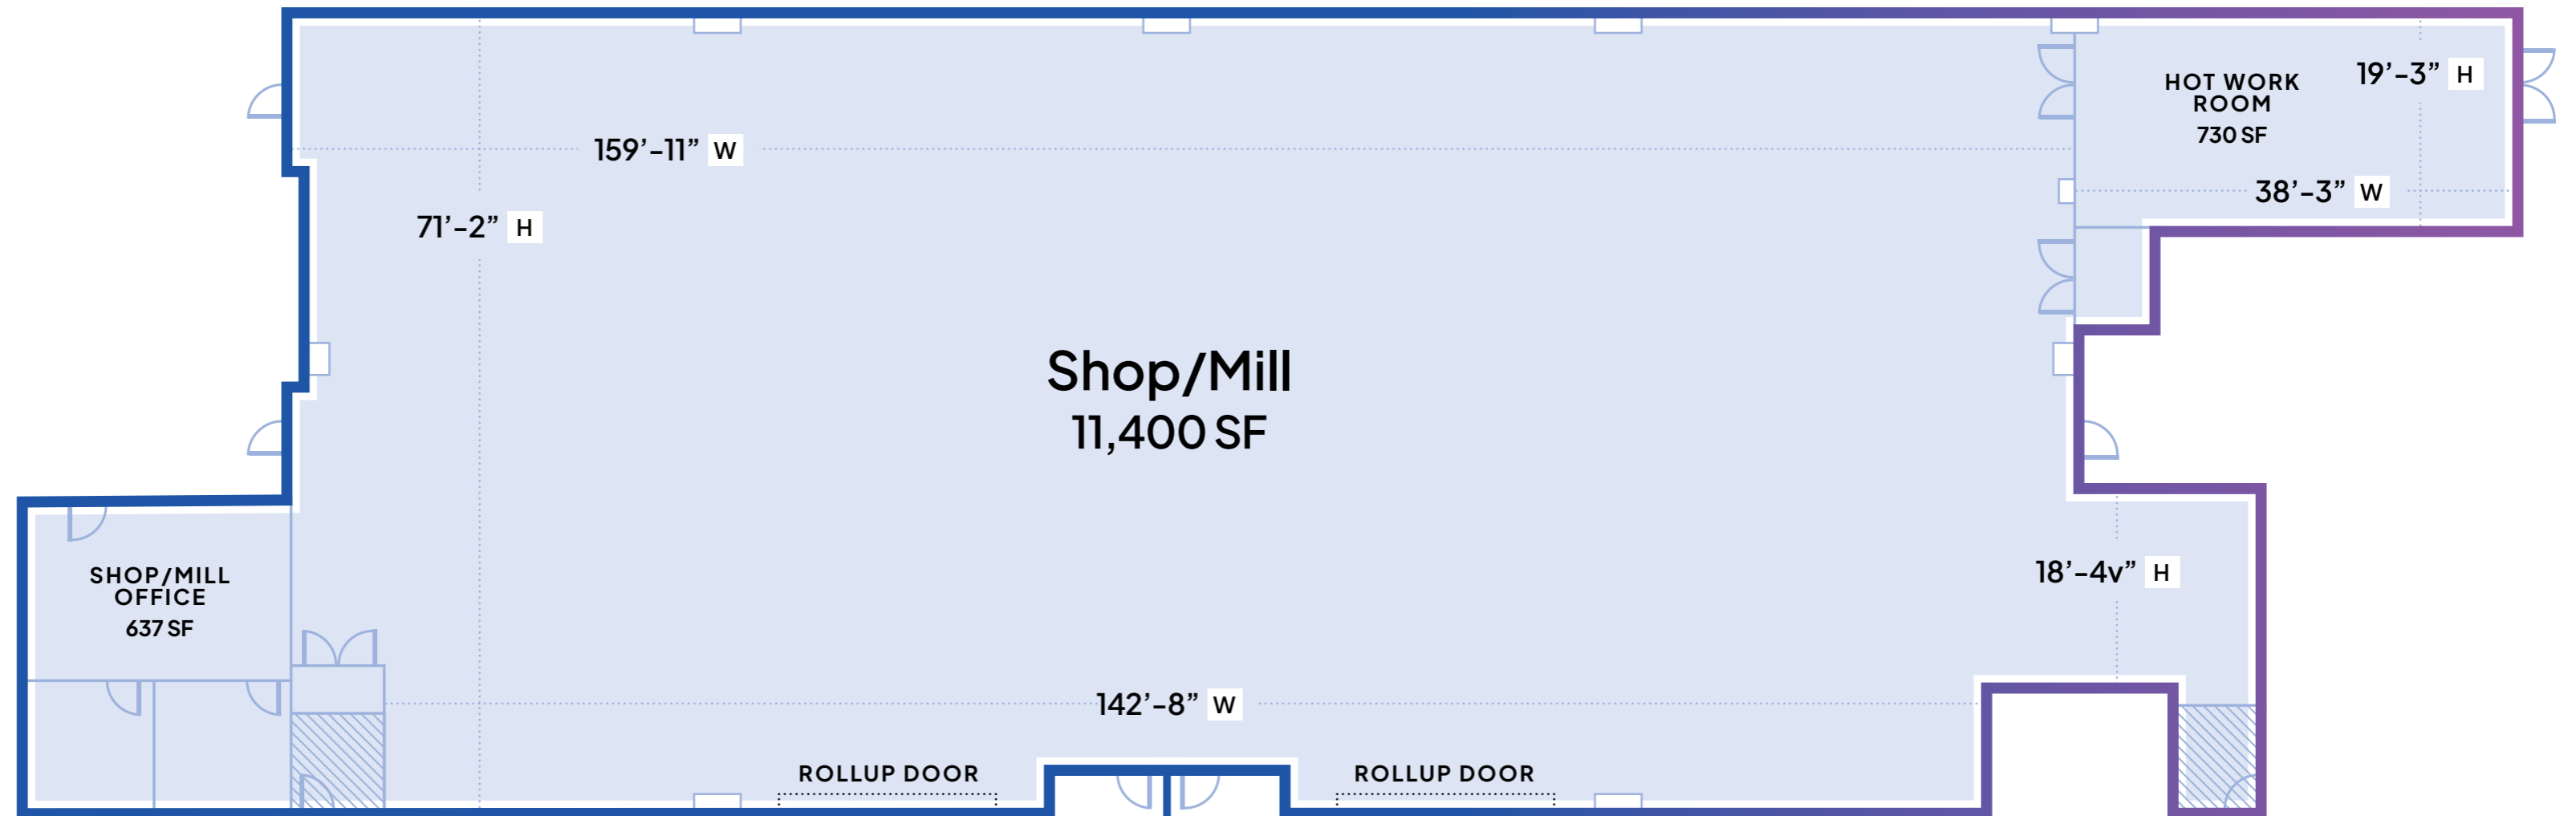 HOT WORK
ROOM
730 SF
19’-3” H
159’-11” W
38’-3” W
71’-2” H
Shop/Mill
11,400 SF
SHOP/MILL
OFFICE
637 SF
18’-4v” H
142’-8” W
ROLLUP DOOR
ROLLUP DOOR